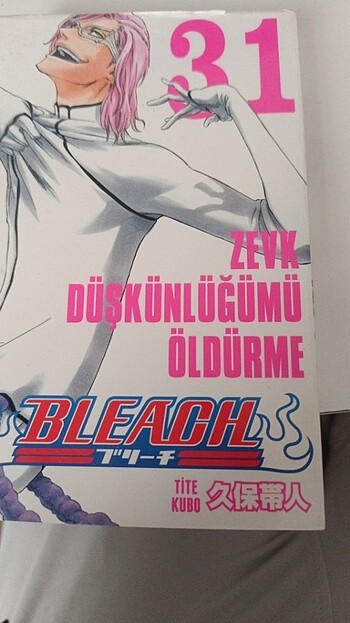 31
ZEVK
DÜŞKÜNLÜĞÜMÜ
ÖLDÜRME
BLEACH
ブリーチ
TİTE
KUBO 久保帯人